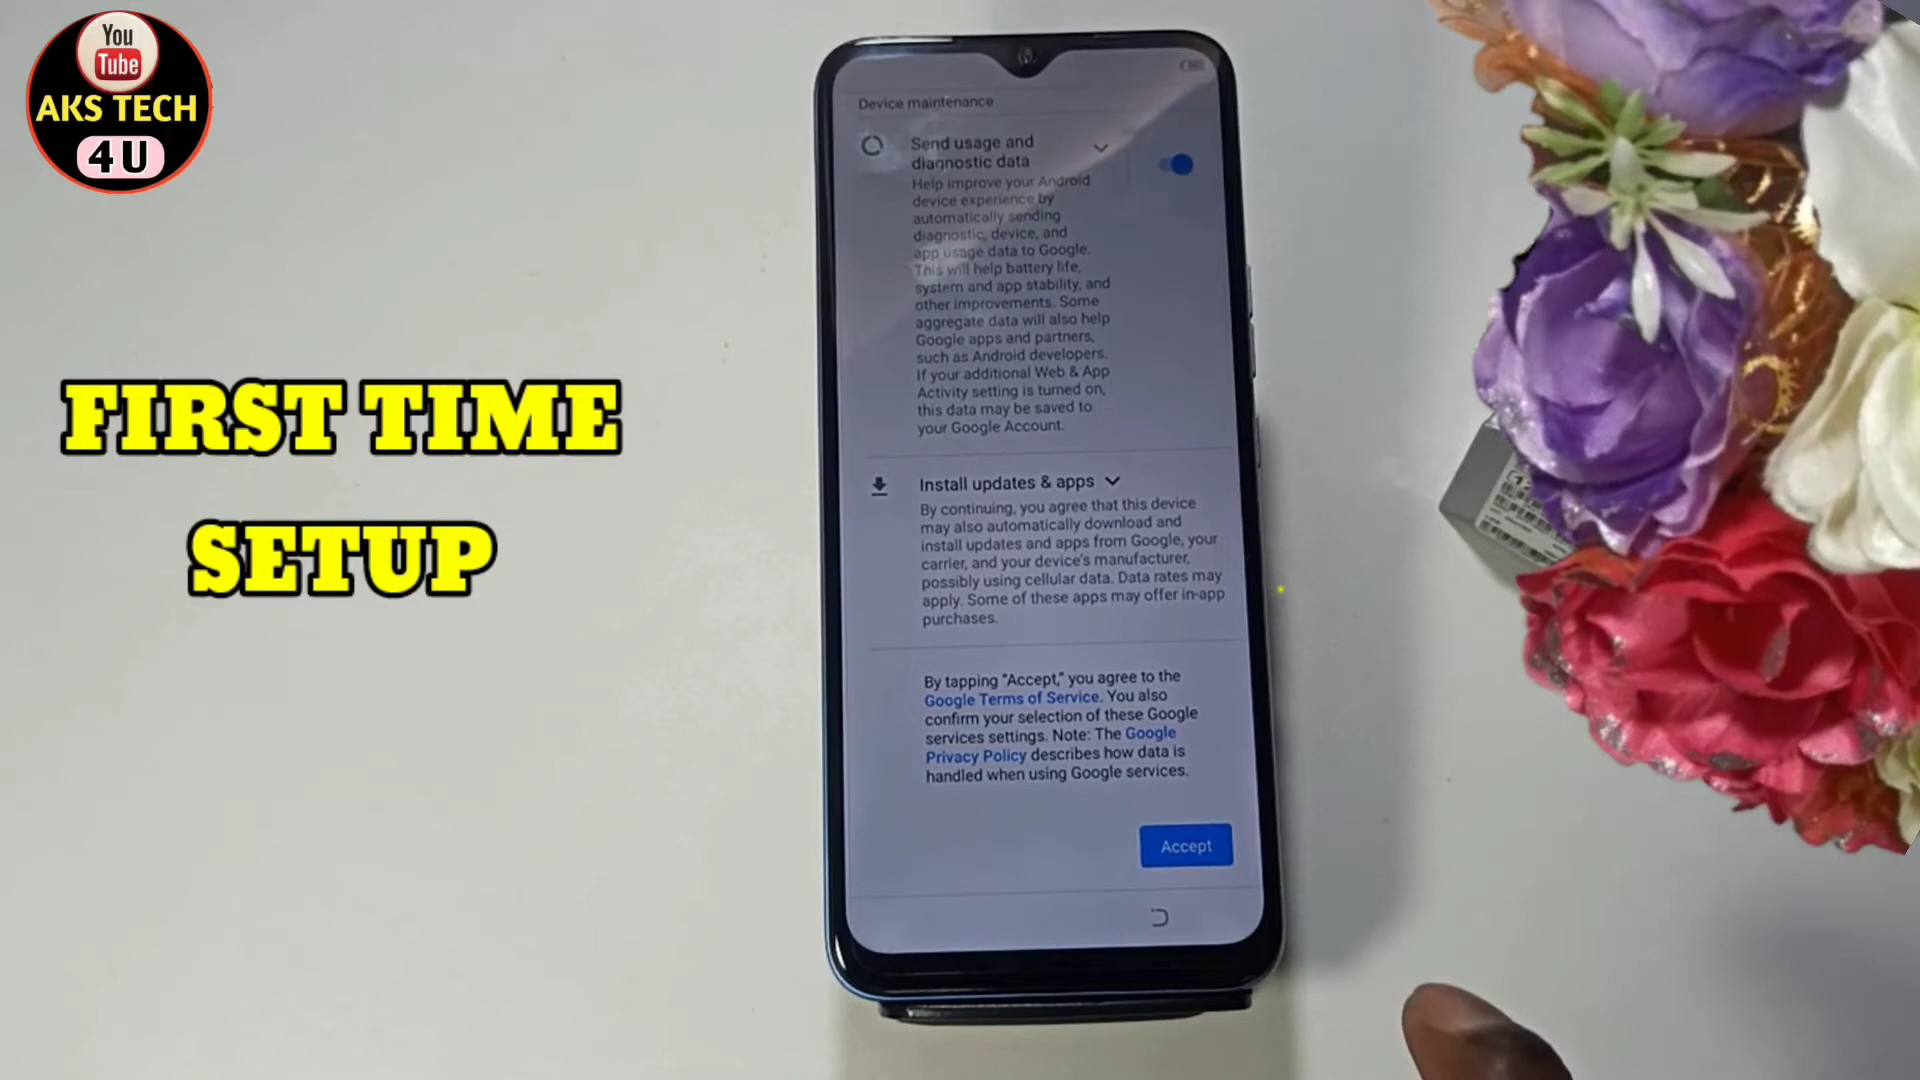 You
Tube
AKS TECH
4 U
FIRST TIME
SETUP
Device maintenance
Send usage and
diagnostic data
Help improve your Android
device experience by
automatically sending
diagnostic, device, and
app usage data to Google.
This will help battery life,
system and app stability, and
other improvements. Some
aggregate data will also help
Google apps and partners,
such as Android developers.
If your additional Web & App
Activity setting is turned on,
this data may be saved to
your Google Account.
Install updates & apps
By continuing, you agree that this device
may also automatically download and
install updates and apps from Google, your
carrier, and your device's manufacturer,
possibly using cellular data. Data rates may
apply. Some of these apps may offer in-app
purchases.
By tapping "Accept," you agree to the
Google Terms of Service. You also
confirm your selection of these Google
services settings. Note: The Google
Privacy Policy describes how data is
handled when using Google services.
Accept